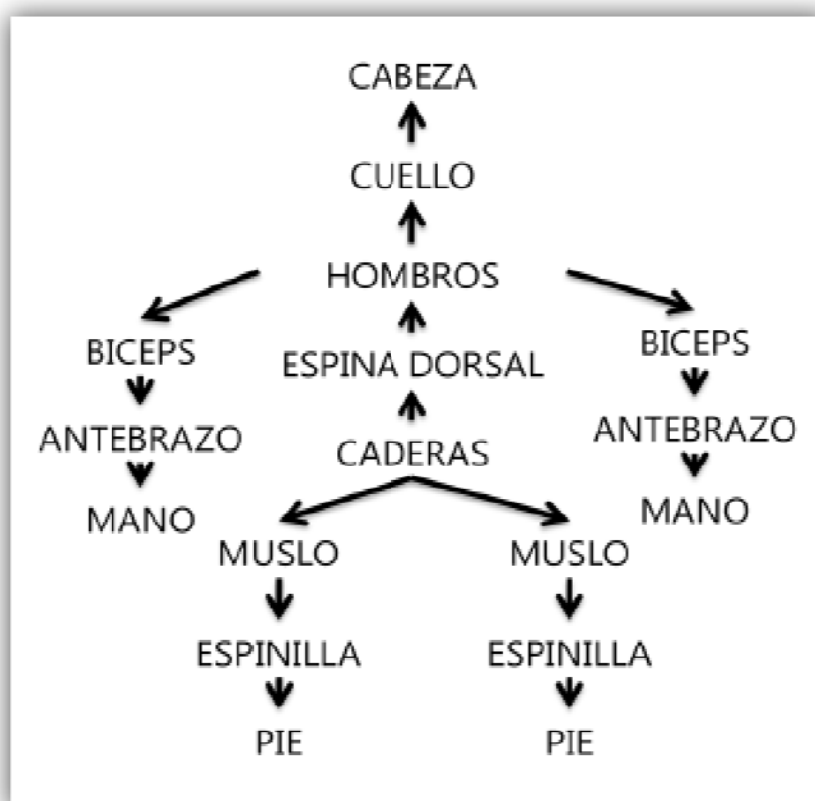 CABEZA
CUELLO
HOMBROS
BICEPS
BICEPS
ESPINA DORSAL
ANTEBRAZO
ANTEBRAZO
CADERAS
MANO
MANO
MUSLO
MUSLO
ESPINILLA
ESPINILLA
PIE
PIE